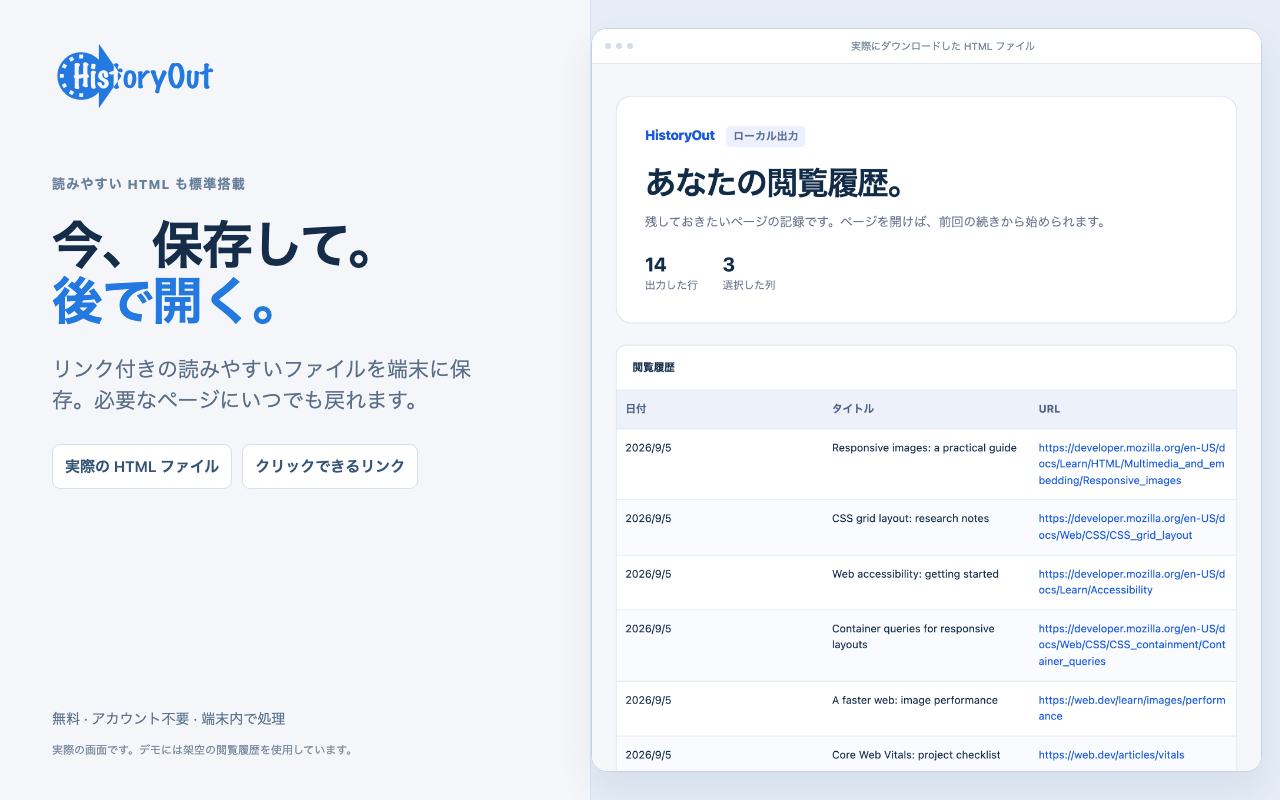 HistoryOut
読みやすい HTML も標準搭載
今、保存して。
後で開く。
リンク付きの読みやすいファイルを端末に保
存。必要なページにいつでも戻れます。
実際の HTML ファイル
クリックできるリンク
無料 · アカウント不要 · 端末内で処理
実際の画面です。デモには架空の閲覧履歴を使用しています。
実際にダウンロードした HTML ファイル
HistoryOut ローカル出力
あなたの閲覧履歴。
残しておきたいページの記録です。ページを開けば、前回の続きから始められます。
14 3
出力した行 選択した列
閲覧履歴
日付 タイトル URL
2026/9/5 Responsive images: a practical guide https://developer.mozilla.org/en-US/d
ocs/Learn/HTML/Multimedia_and_em
bedding/Responsive_images
2026/9/5 CSS grid layout: research notes https://developer.mozilla.org/en-US/d
ocs/Web/CSS/CSS_grid_layout
2026/9/5 Web accessibility: getting started https://developer.mozilla.org/en-US/d
ocs/Learn/Accessibility
2026/9/5 Container queries for responsive https://developer.mozilla.org/en-US/d
layouts ocs/Web/CSS/CSS_containment/Cont
ainer_queries
2026/9/5 A faster web: image performance https://web.dev/learn/images/perform
ance
2026/9/5 Core Web Vitals: project checklist https://web.dev/articles/vitals